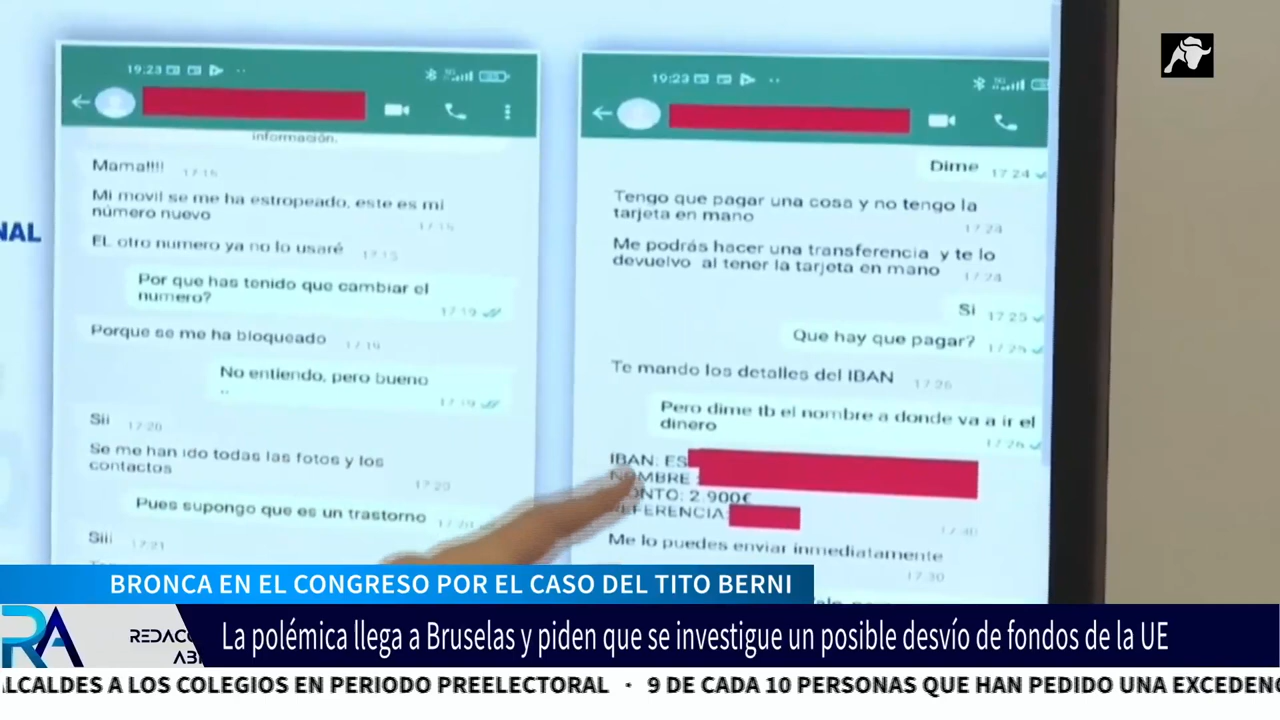 NAL
19:23
información.
Mama!!!!
Mi movil se me ha estropeado, este es mi
número nuevo
EL otro numero ya no lo usaré
Por que has tenido que cambiar el
numero?
17:19
Porque se me ha bloqueado
17:19
No entiendo, pero bueno
..
17:19
Sii
17:20
Se me han ido todas las fotos y los
contactos
17:20
Pues supongo que es un trastorno
17:20
Siii
17:21
19:23
Dime
17:24
Tengo que pagar una cosa y no tengo la
tarjeta en mano
17:24
Me podrás hacer una transferencia y te lo
devuelvo al tener la tarjeta en mano
17:24
Si
17:25
Que hay que pagar?
17:25
Te mando los detalles del IBAN
17:26
Pero dime tb el nombre a donde va a ir el
dinero
17:26
IBAN: ES
NOMBRE :
ONTO: 2.900€
EFERENCIA:
17:30
Me lo puedes enviar inmediatamente
17:30
BRONCA EN EL CONGRESO POR EL CASO DEL TITO BERNI
RA
REDACC
AB
La polémica llega a Bruselas y piden que se investigue un posible desvío de fondos de la UE
ALCALDES A LOS COLEGIOS EN PERIODO PREELECTORAL · 9 DE CADA 10 PERSONAS QUE HAN PEDIDO UNA EXCEDENC